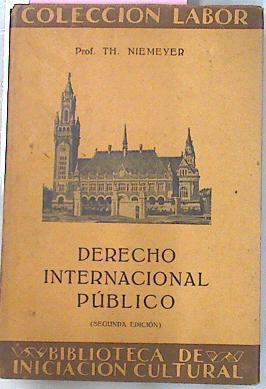 COLECCION LABOR
Prof. TH. NIEMEYER
DERECHO
INTERNACIONAL
PÚBLICO
(SEGUNDA EDICIÓN)
BIBLIOTECA DE
INICIACION CULTURAL